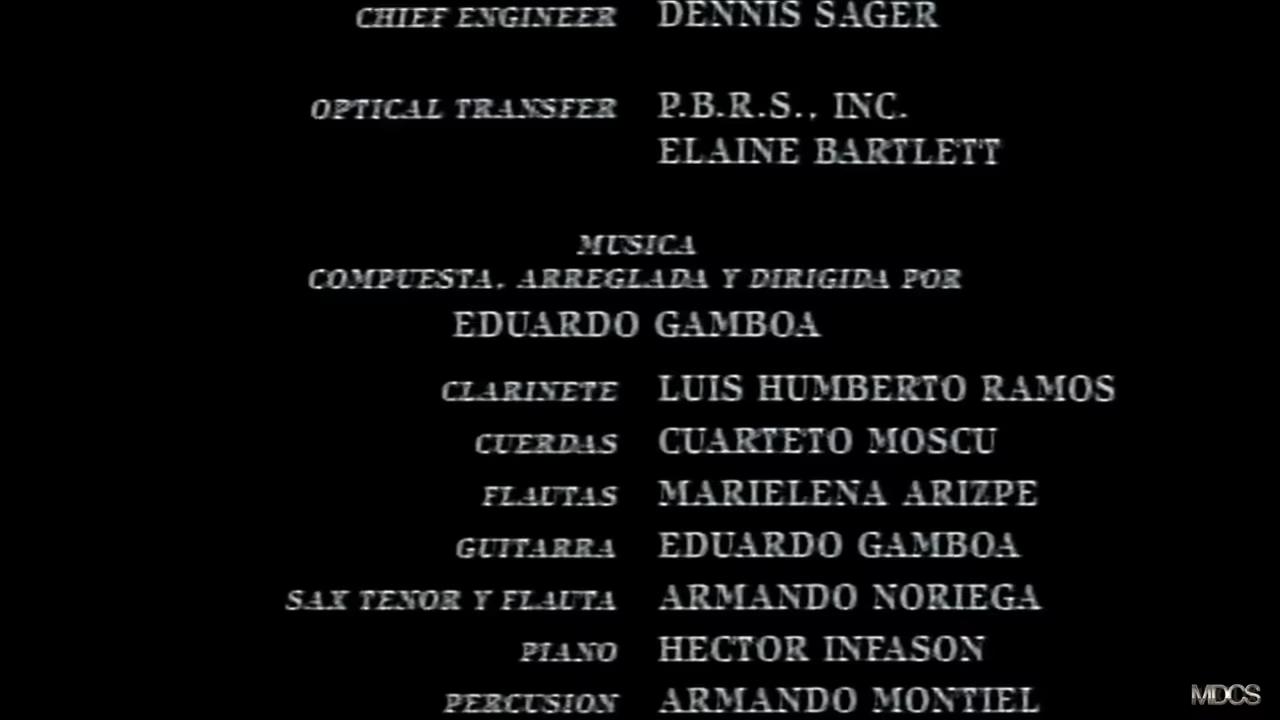 CHIEF ENGINEER DENNIS SAGER
OPTICAL TRANSFER P.B.R.S., INC.
ELAINE BARTLETT
MUSICA
COMPUESTA, ARREGLADA Y DIRIGIDA POR
EDUARDO GAMBOA
CLARINETE LUIS HUMBERTO RAMOS
CUERDAS CUARTETO MOSCU
FLAUTAS MARIELENA ARIZPE
GUITARRA EDUARDO GAMBOA
SAX TENOR Y FLAUTA ARMANDO NORIEGA
PIANO HECTOR INFASON
PERCUSION ARMANDO MONTIEL
MDCS